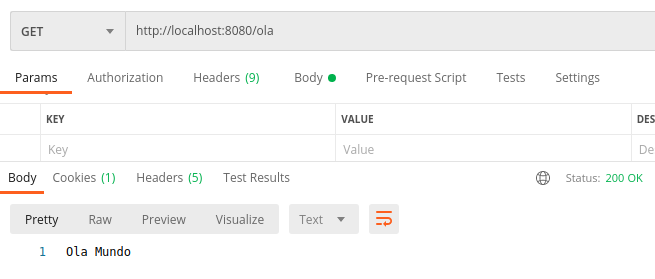 GET http://localhost:8080/ola
Params Authorization Headers (9) Body Pre-request Script Tests Settings
KEY VALUE DES
Key Value De
Body Cookies (1) Headers (5) Test Results Status: 200 OK
Pretty Raw Preview Visualize Text
1 Ola Mundo